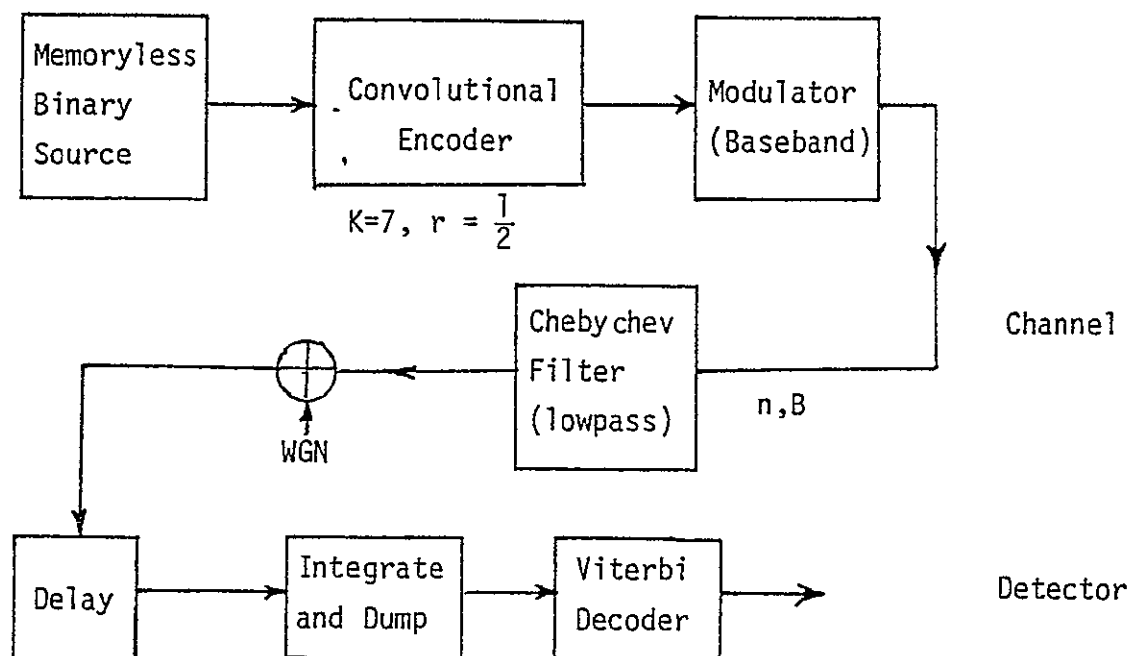 Memoryless
Binary
Source
Convolutional
Encoder
Modulator
(Baseband)
K=7, r = 1/2
Chebychev
Filter
(lowpass)
Channel
n,B
WGN
Delay
Integrate
and Dump
Viterbi
Decoder
Detector